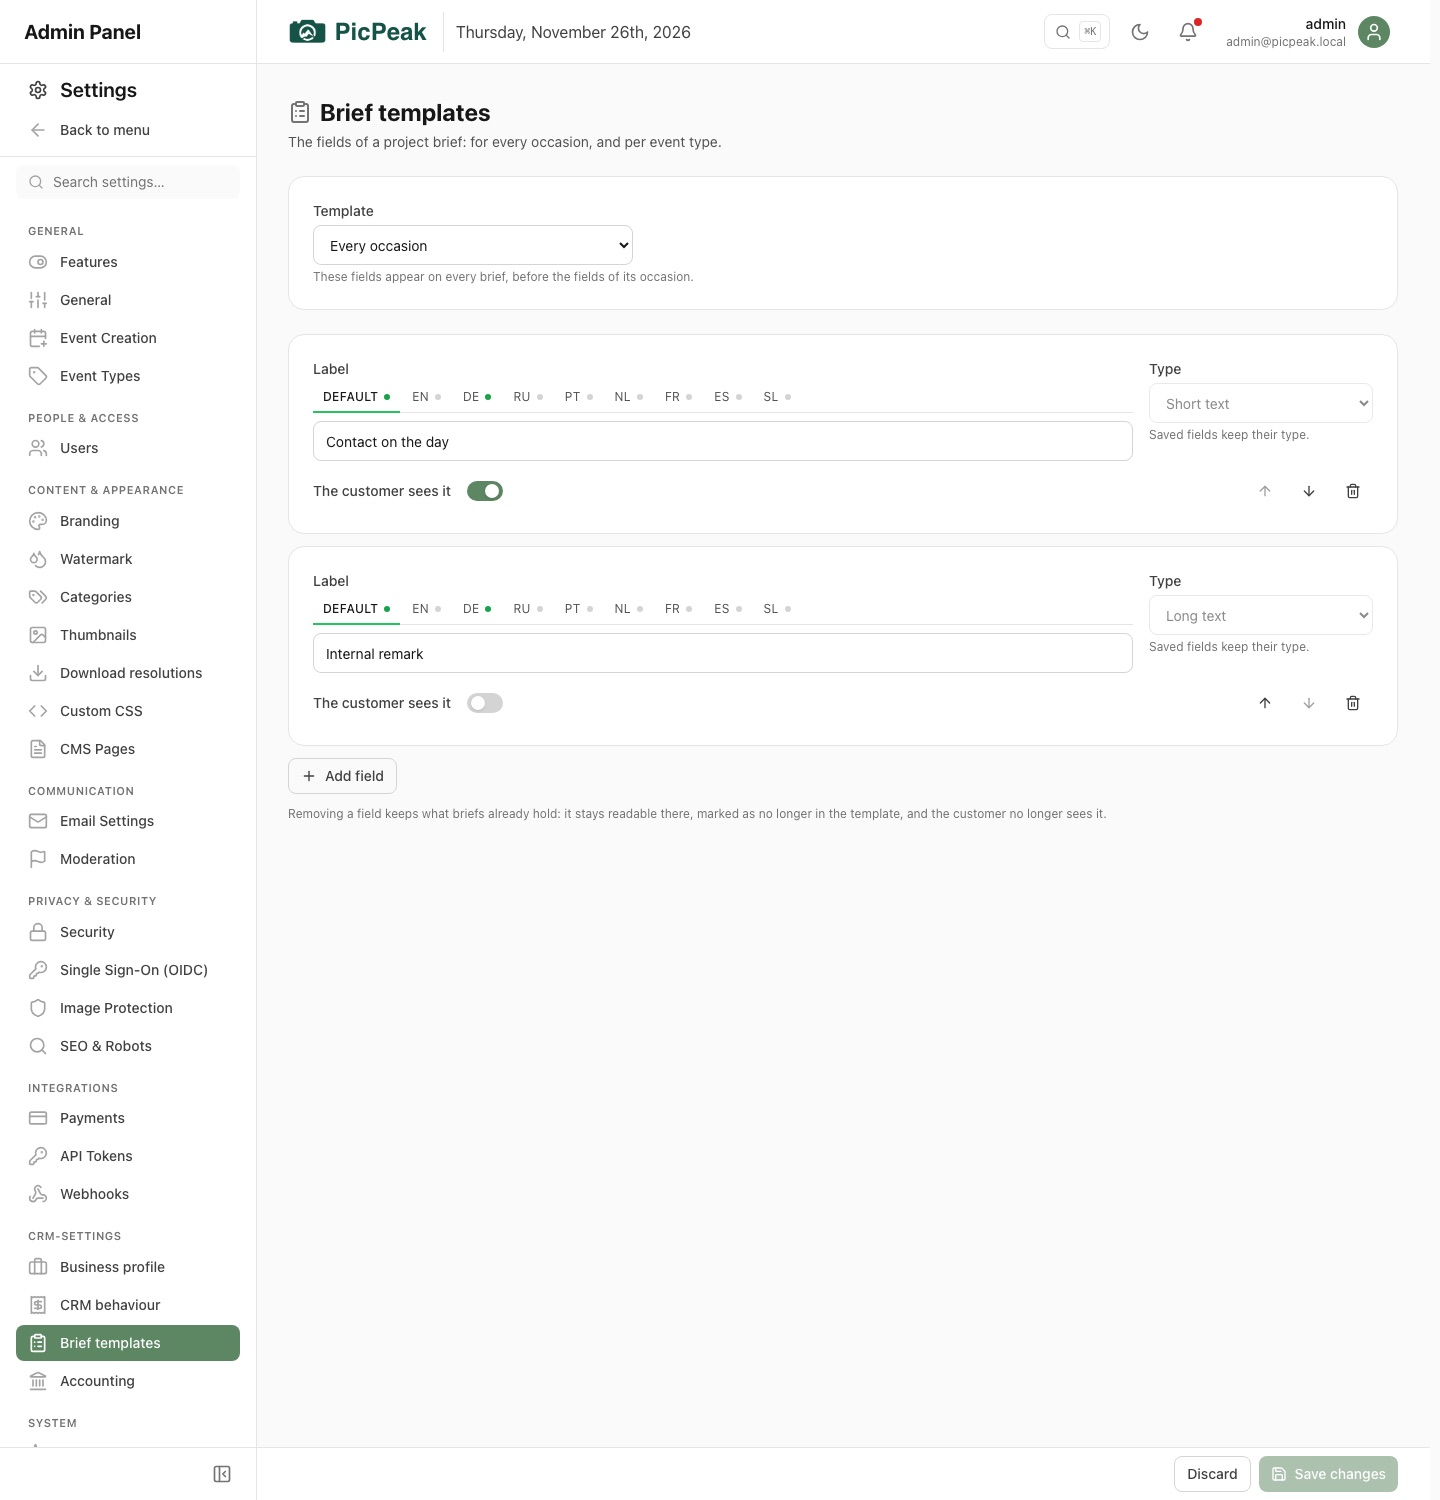 Admin Panel
PicPeak
Thursday, November 26th, 2026
⌘K
admin
admin@picpeak.local
Settings
Back to menu
Search settings...
GENERAL
Features
General
Event Creation
Event Types
PEOPLE & ACCESS
Users
CONTENT & APPEARANCE
Branding
Watermark
Categories
Thumbnails
Download resolutions
Custom CSS
CMS Pages
COMMUNICATION
Email Settings
Moderation
PRIVACY & SECURITY
Security
Single Sign-On (OIDC)
Image Protection
SEO & Robots
INTEGRATIONS
Payments
API Tokens
Webhooks
CRM-SETTINGS
Business profile
CRM behaviour
Brief templates
Accounting
SYSTEM
Brief templates
The fields of a project brief: for every occasion, and per event type.
Template
Every occasion
These fields appear on every brief, before the fields of its occasion.
Label
DEFAULT EN DE RU PT NL FR ES SL
Contact on the day
Type
Short text
Saved fields keep their type.
The customer sees it
Label
DEFAULT EN DE RU PT NL FR ES SL
Internal remark
Type
Long text
Saved fields keep their type.
The customer sees it
Add field
Removing a field keeps what briefs already hold: it stays readable there, marked as no longer in the template, and the customer no longer sees it.
Discard
Save changes